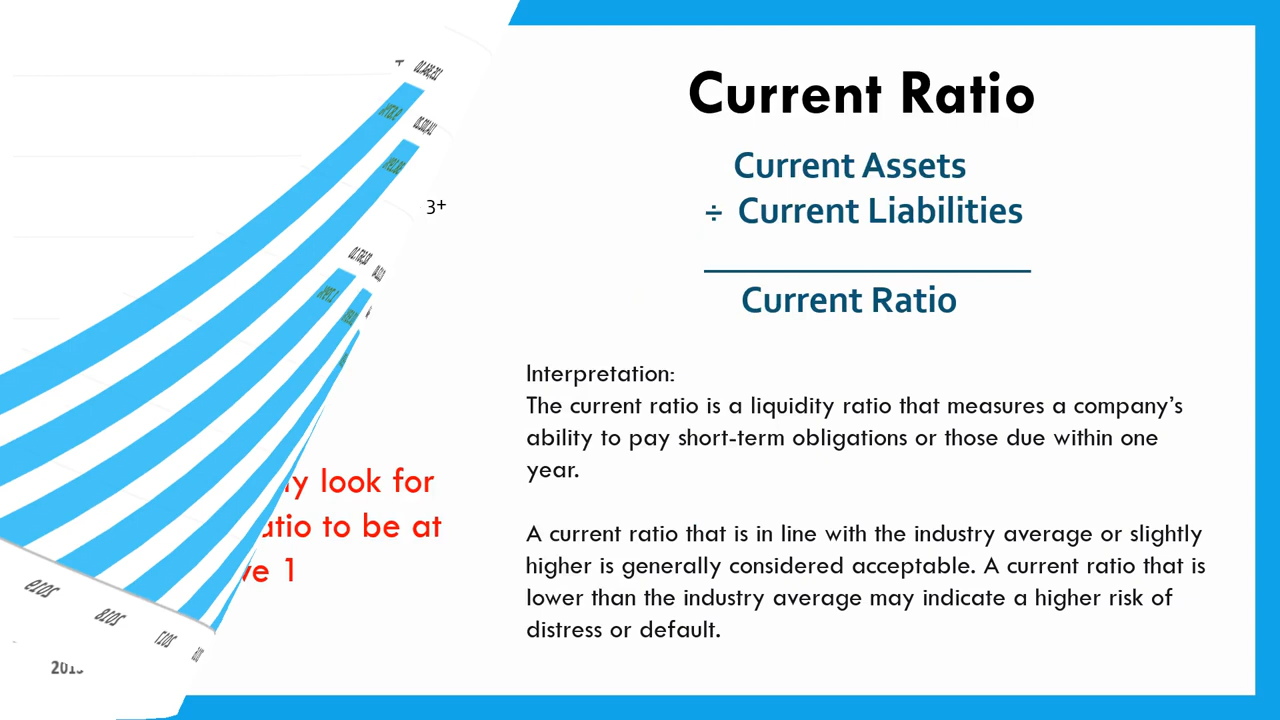 Current Ratio
Current Assets
÷ Current Liabilities
Current Ratio
3+
Interpretation:
The current ratio is a liquidity ratio that measures a company’s
ability to pay short-term obligations or those due within one
year.
look for
to be at
1
A current ratio that is in line with the industry average or slightly
higher is generally considered acceptable. A current ratio that is
lower than the industry average may indicate a higher risk of
distress or default.
2019
2018